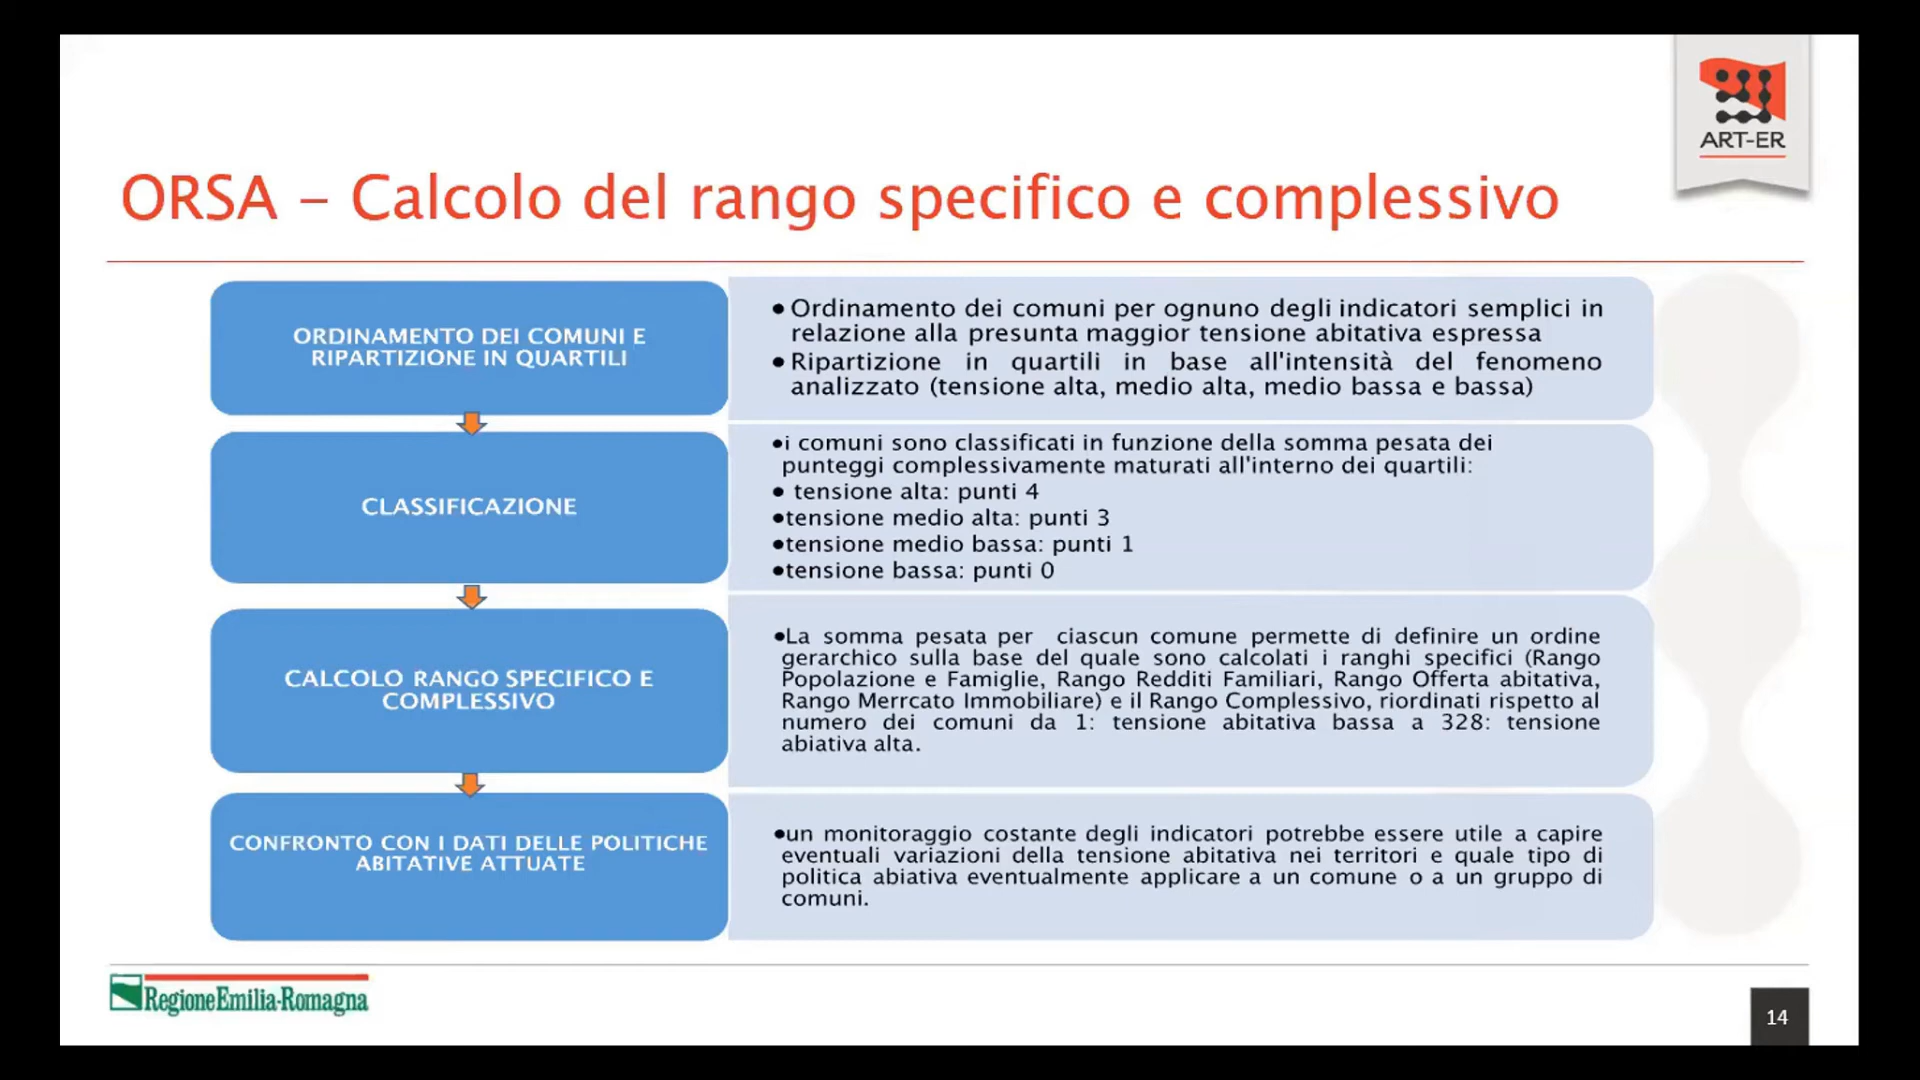 ART-ER
ORSA – Calcolo del rango specifico e complessivo
ORDINAMENTO DEI COMUNI E
RIPARTIZIONE IN QUARTILI
● Ordinamento dei comuni per ognuno degli indicatori semplici in
relazione alla presunta maggior tensione abitativa espressa
● Ripartizione in quartili in base all'intensità del fenomeno
analizzato (tensione alta, medio alta, medio bassa e bassa)
CLASSIFICAZIONE
●i comuni sono classificati in funzione della somma pesata dei
punteggi complessivamente maturati all'interno dei quartili:
● tensione alta: punti 4
●tensione medio alta: punti 3
●tensione medio bassa: punti 1
●tensione bassa: punti 0
CALCOLO RANGO SPECIFICO E
COMPLESSIVO
●La somma pesata per ciascun comune permette di definire un ordine
gerarchico sulla base del quale sono calcolati i ranghi specifici (Rango
Popolazione e Famiglie, Rango Redditi Familiari, Rango Offerta abitativa,
Rango Merrcato Immobiliare) e il Rango Complessivo, riordinati rispetto al
numero dei comuni da 1: tensione abitativa bassa a 328: tensione
abiativa alta.
CONFRONTO CON I DATI DELLE POLITICHE
ABITATIVE ATTUATE
●un monitoraggio costante degli indicatori potrebbe essere utile a capire
eventuali variazioni della tensione abitativa nei territori e quale tipo di
politica abiativa eventualmente applicare a un comune o a un gruppo di
comuni.
RegioneEmilia-Romagna
14